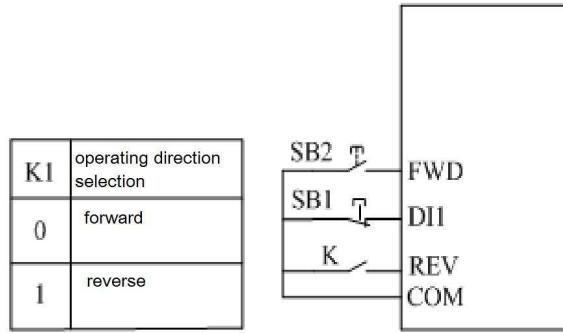 K1
operating direction
selection
0
forward
1
reverse
SB2
FWD
SB1
DI1
K
REV
COM